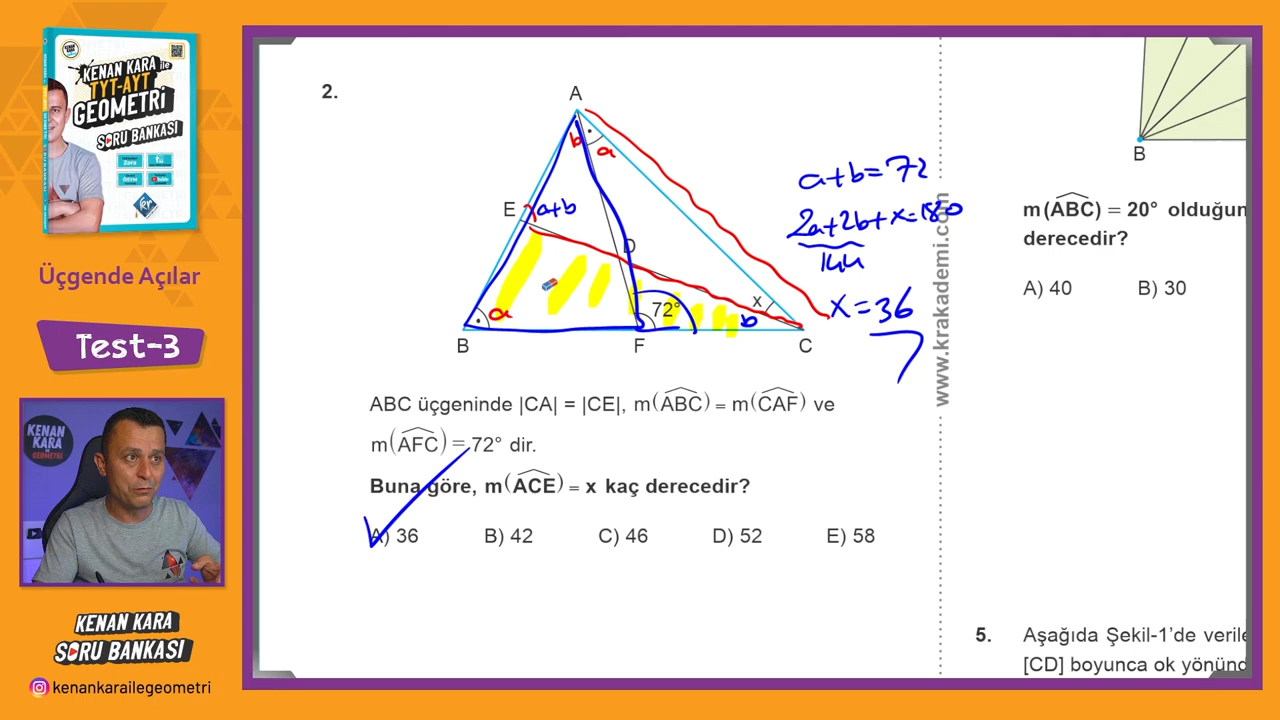 KENAN KARA ile
TYT-AYT
GEOMETRİ
SORU BANKASI
Üçgende Açılar
Test-3
KENAN KARA
SORU BANKASI
kenankarailegeometri
2.
A
b
a
E
a+b
D
72°
x
a
b
B
F
C
a+b=72
2a+2b+x=180
144
x=36
ABC üçgeninde |CA| = |CE|, m(ABC) = m(CAF) ve
m(AFC) = 72° dir.
Buna göre, m(ACE) = x kaç derecedir?
A) 36 B) 42 C) 46 D) 52 E) 58
www.krakademi.com
B
m(ABC) = 20° olduğun
derecedir?
A) 40 B) 30
5. Aşağıda Şekil-1’de verile
[CD] boyunca ok yönünd